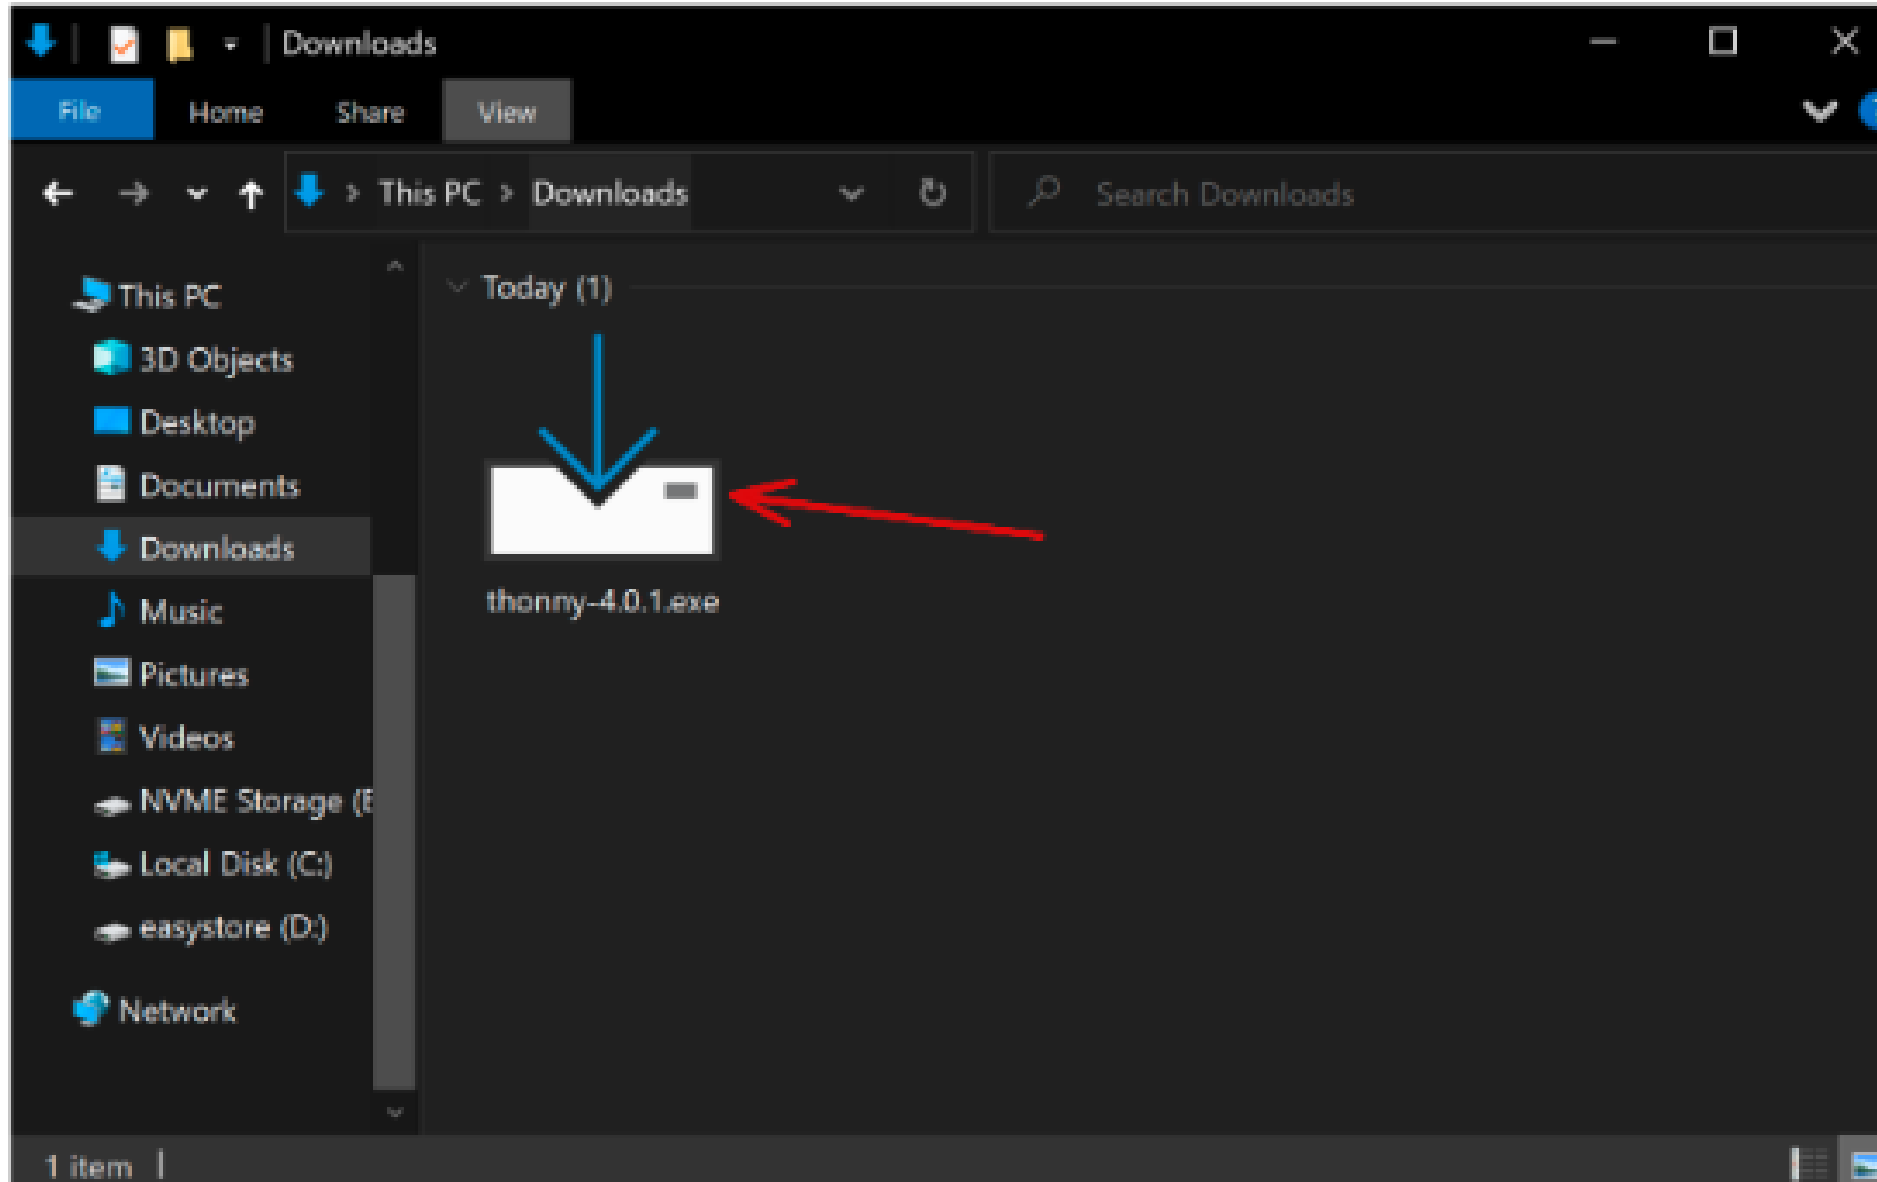 Downloads
File Home Share View
This PC > Downloads
Search Downloads
This PC
3D Objects
Desktop
Documents
Downloads
Music
Pictures
Videos
NVME Storage (E
Local Disk (C:)
easystore (D:)
Network
Today (1)
thonny-4.0.1.exe
1 item